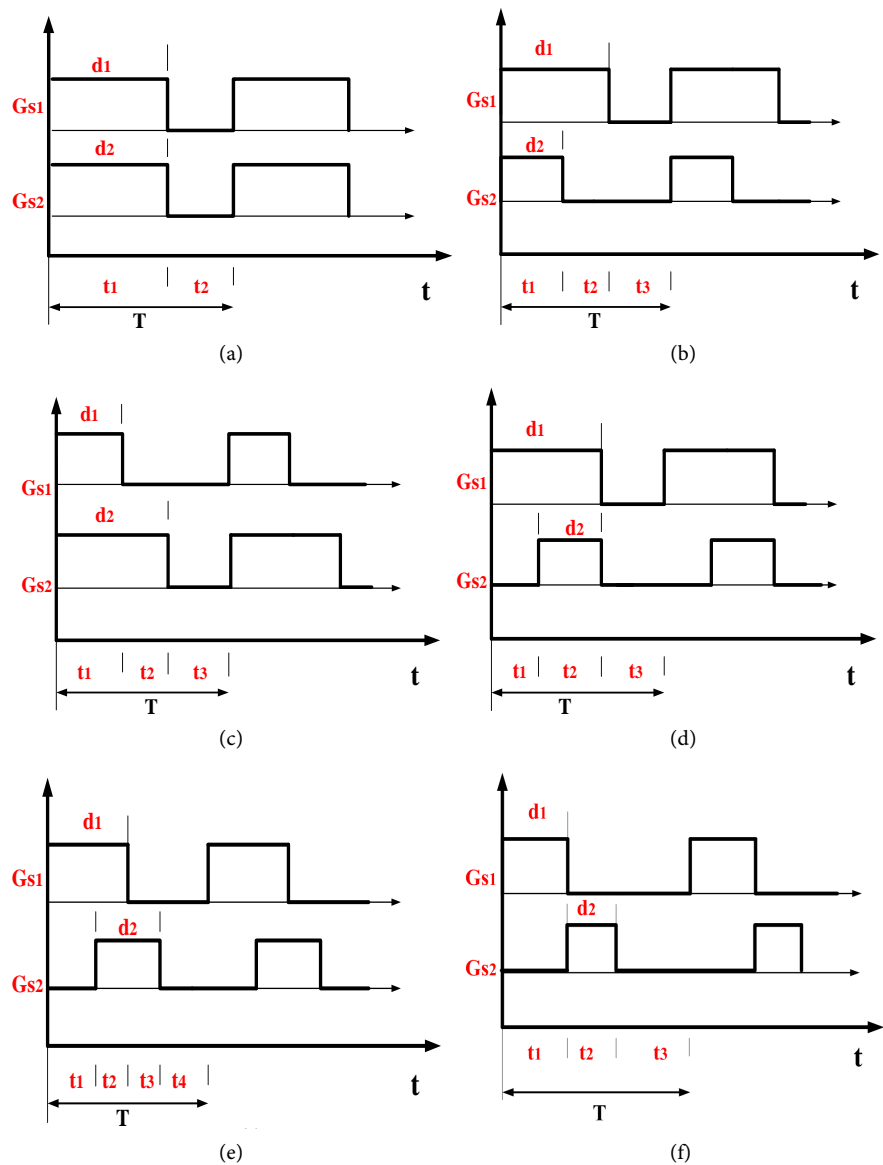 d1
Gs1
d2
Gs2
t1 t2 t
T
(a)
d1
Gs1
d2
Gs2
t1 t2 t3 t
T
(b)
d1
Gs1
d2
Gs2
t1 t2 t3 t
T
(c)
d1
Gs1
d2
Gs2
t1 t2 t3 t
T
(d)
d1
Gs1
d2
Gs2
t1 t2 t3 t4 t
T
(e)
d1
Gs1
d2
Gs2
t1 t2 t3 t
T
(f)